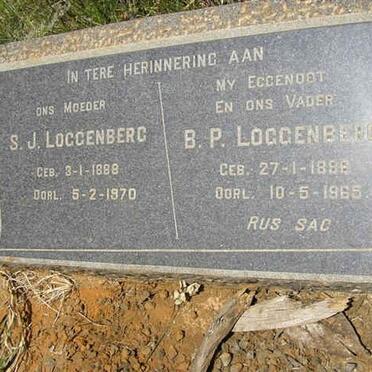 IN TERE HERINNERING AAN
ONS MOEDER
S. J. LOGGENBERG
GEB. 3-1-1888
OORL. 5-2-1970
MY EGGENOOT
EN ONS VADER
B. P. LOGGENBERG
GEB. 27-1-1888
OORL. 10-5-1965
RUS SAG